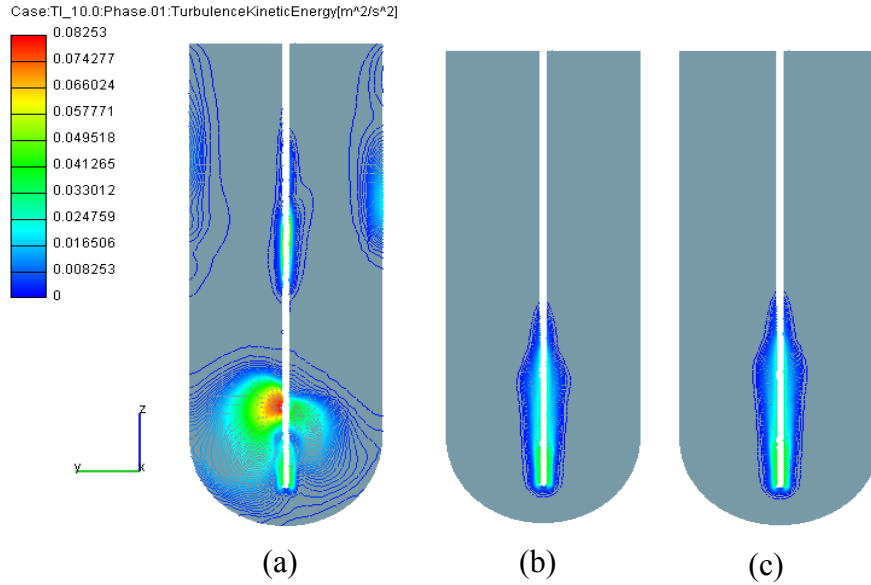 Case:TI_10.0:Phase.01:TurbulenceKineticEnergy[m^2/s^2]
0.08253
0.074277
0.066024
0.057771
0.049518
0.041265
0.033012
0.024759
0.016506
0.008253
0
z
y x
(a) (b) (c)